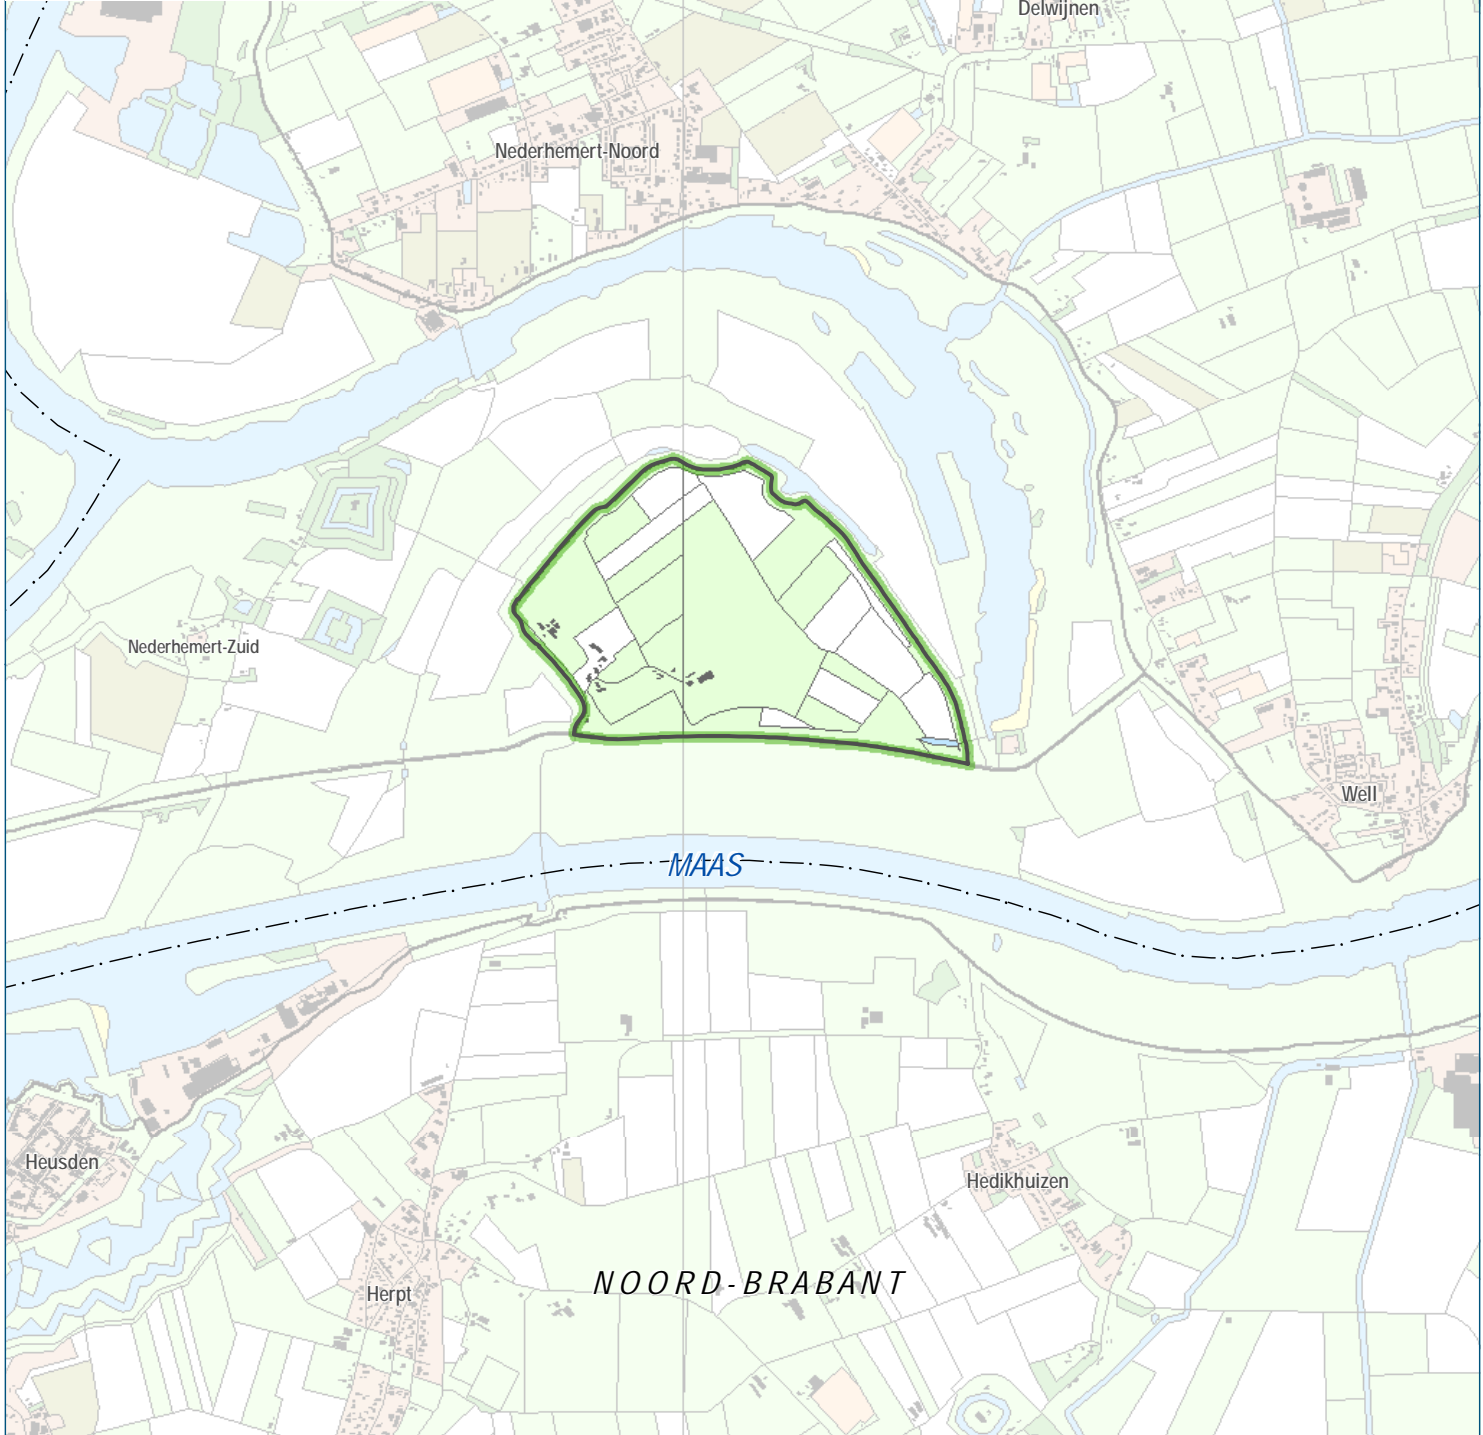 Delwijnen
Nederhemert-Noord
Nederhemert-Zuid
Well
MAAS
Heusden
Hedikhuizen
NOORD-BRABANT
Herpt